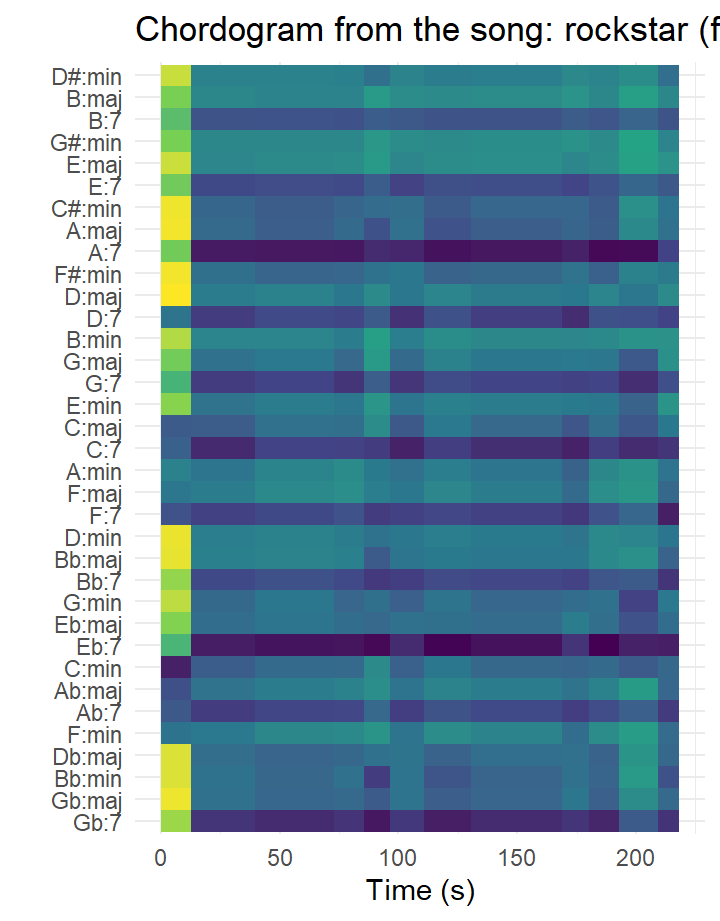 Chordogram from the song: rockstar (f
D#:min
B:maj
B:7
G#:min
E:maj
E:7
C#:min
A:maj
A:7
F#:min
D:maj
D:7
B:min
G:maj
G:7
E:min
C:maj
C:7
A:min
F:maj
F:7
D:min
Bb:maj
Bb:7
G:min
Eb:maj
Eb:7
C:min
Ab:maj
Ab:7
F:min
Db:maj
Bb:min
Gb:maj
Gb:7
0 50 100 150 200
Time (s)